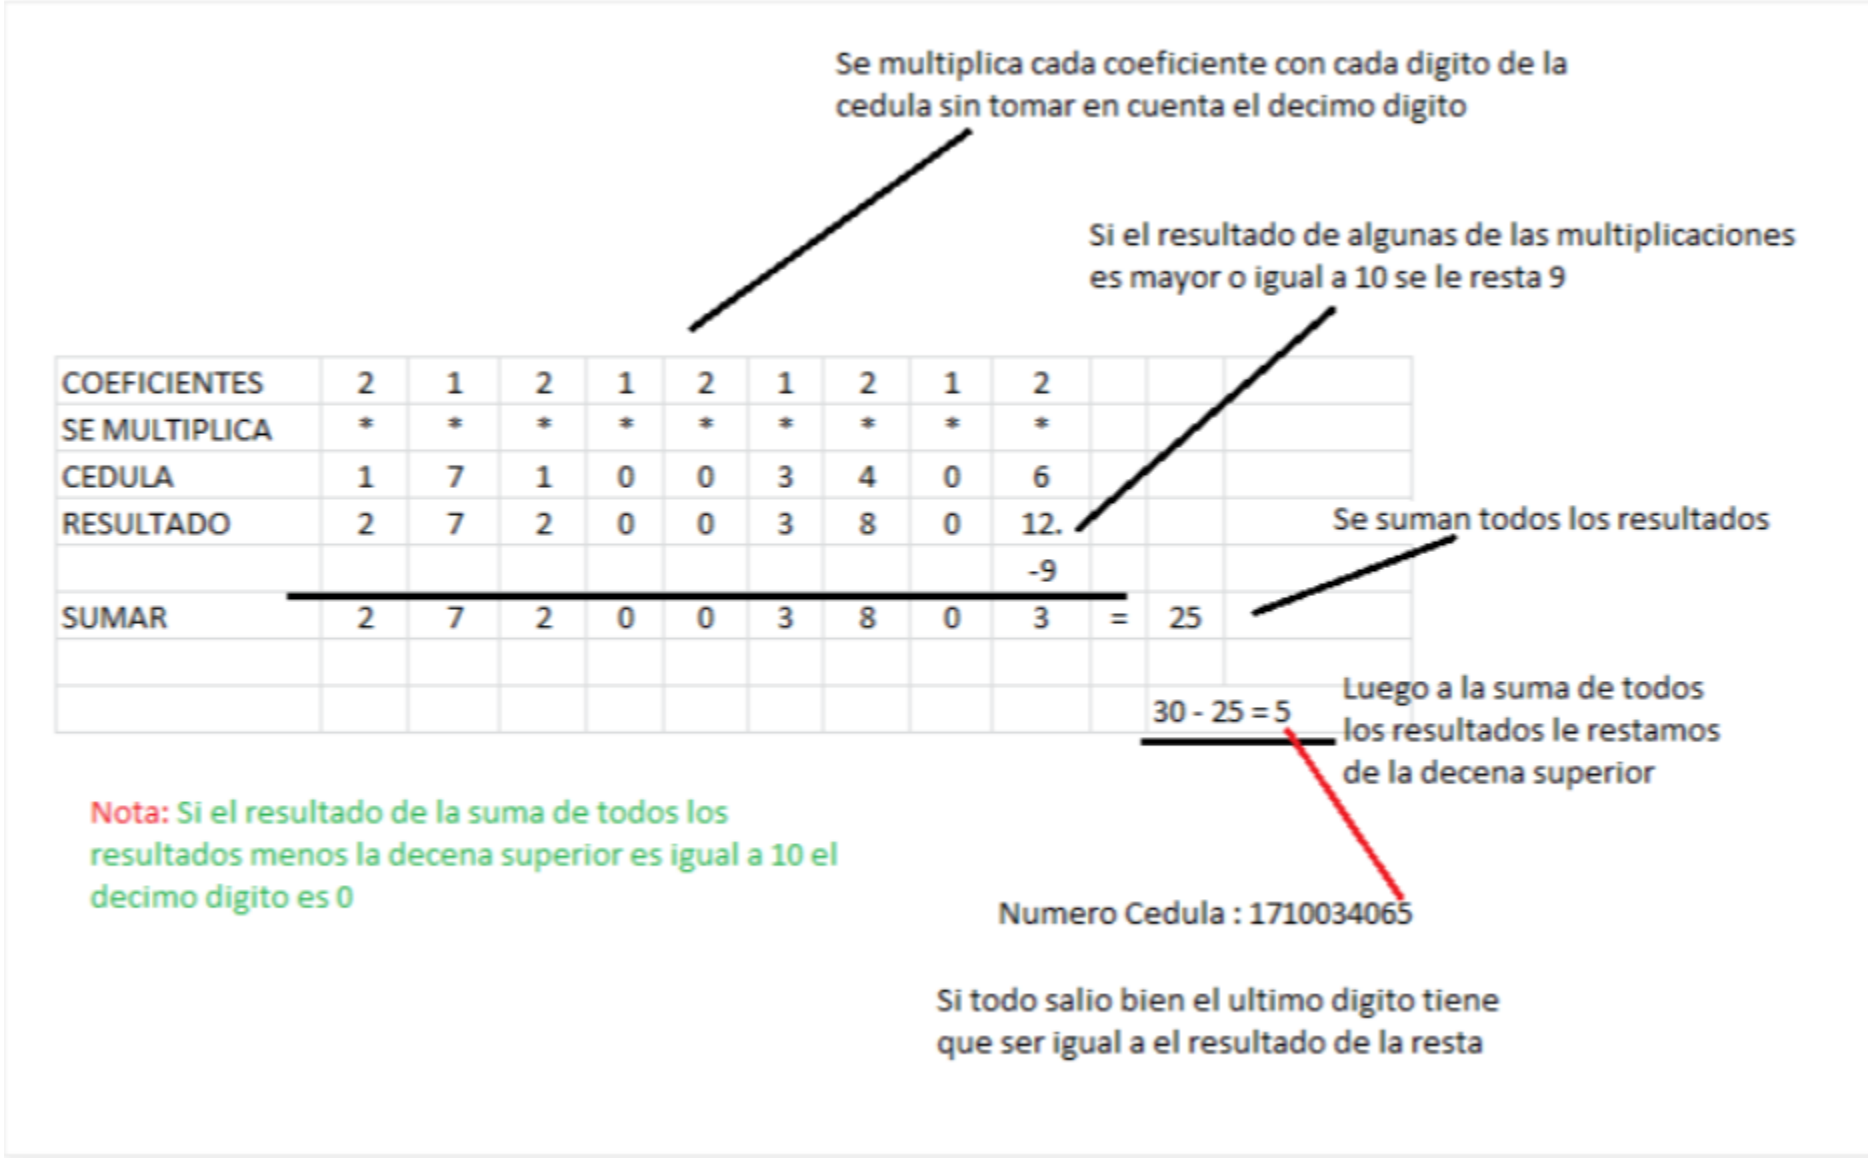 Se multiplica cada coeficiente con cada digito de la
cedula sin tomar en cuenta el decimo digito
Si el resultado de algunas de las multiplicaciones
es mayor o igual a 10 se le resta 9
COEFICIENTES 2 1 2 1 2 1 2 1 2
SE MULTIPLICA * * * * * * * * *
CEDULA 1 7 1 0 0 3 4 0 6
RESULTADO 2 7 2 0 0 3 8 0 12.
Se suman todos los resultados
-9
SUMAR 2 7 2 0 0 3 8 0 3 = 25
30 - 25 = 5
Luego a la suma de todos
los resultados le restamos
de la decena superior
Nota: Si el resultado de la suma de todos los
resultados menos la decena superior es igual a 10 el
decimo digito es 0
Numero Cedula : 1710034065
Si todo salio bien el ultimo digito tiene
que ser igual a el resultado de la resta